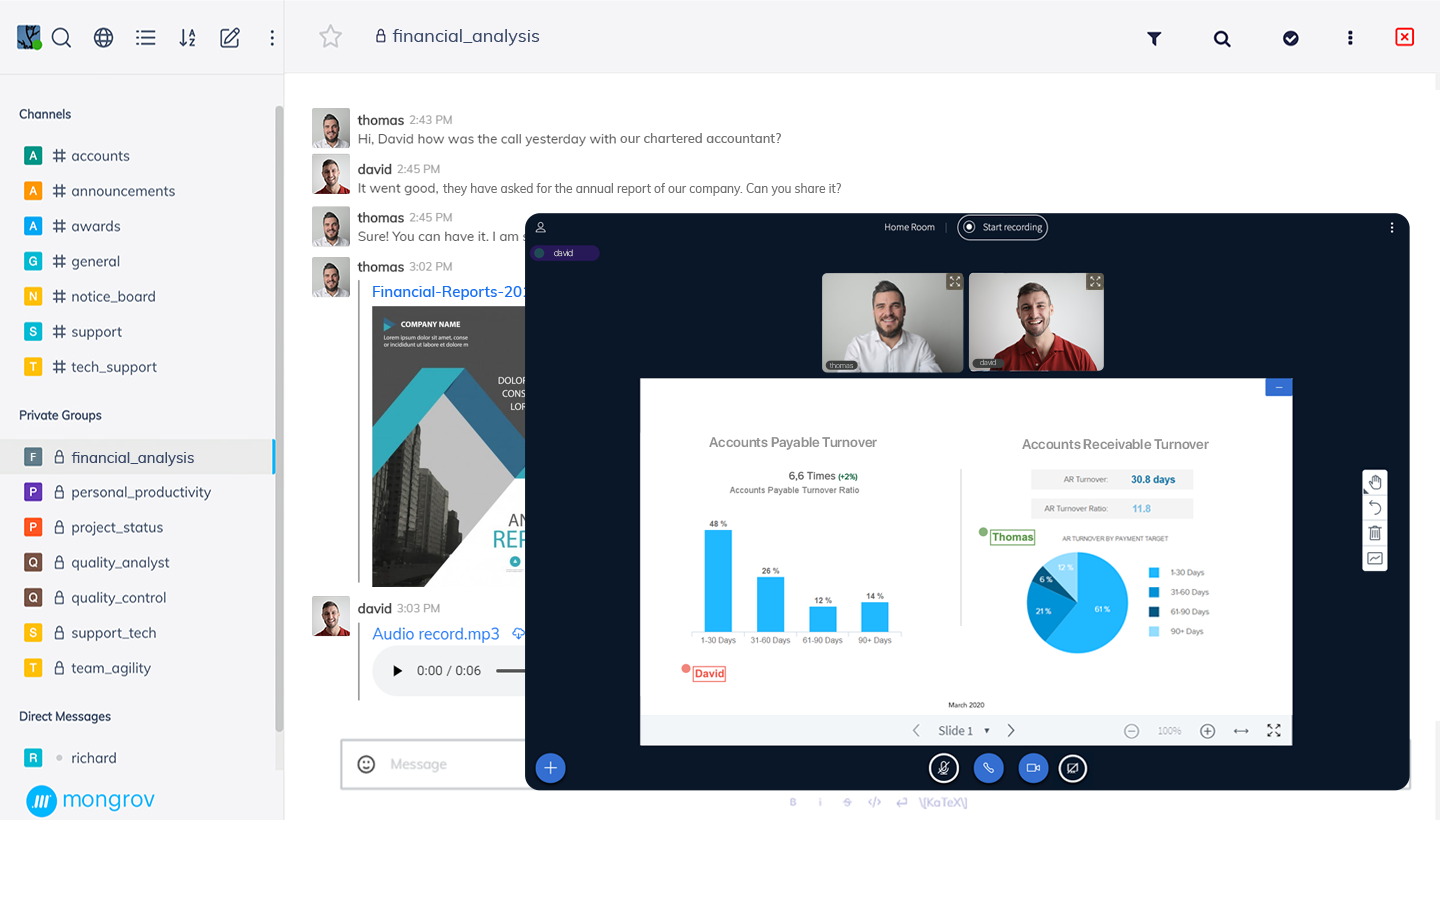 financial_analysis
Channels
A # accounts
A # announcements
A # awards
G # general
N # notice_board
S # support
T # tech_support
Private Groups
F financial_analysis
P personal_productivity
P project_status
Q quality_analyst
Q quality_control
S support_tech
T team_agility
Direct Messages
R richard
mongrov
thomas 2:43 PM
Hi, David how was the call yesterday with our chartered accountant?
david 2:45 PM
It went good, they have asked for the annual report of our company. Can you share it?
thomas 2:45 PM
Sure! You can have it. I am
thomas 3:02 PM
Financial-Reports-20
COMPANY NAME
Lorem ipsum dolor sit amet, conse
or incididunt ut labore et dolore m
DOLOR
CONS
LOR
AN
REP
david 3:03 PM
Audio record.mp3
0:00 / 0:06
Message
B i S </> \[KaTeX\]
Home Room | Start recording
david
thomas
david
Accounts Payable Turnover
6,6 Times (+2%)
Accounts Payable Turnover Ratio
48 %
26 %
12 %
14 %
1-30 Days 31-60 Days 61-90 Days 90+ Days
David
Accounts Receivable Turnover
AR Turnover: 30.8 days
AR Turnover Ratio: 11.8
Thomas
AR TURNOVER BY PAYMENT TARGET
12 %
6 %
21 %
61 %
1-30 Days
31-60 Days
61-90 Days
90+ Days
March 2020
Slide 1
100%